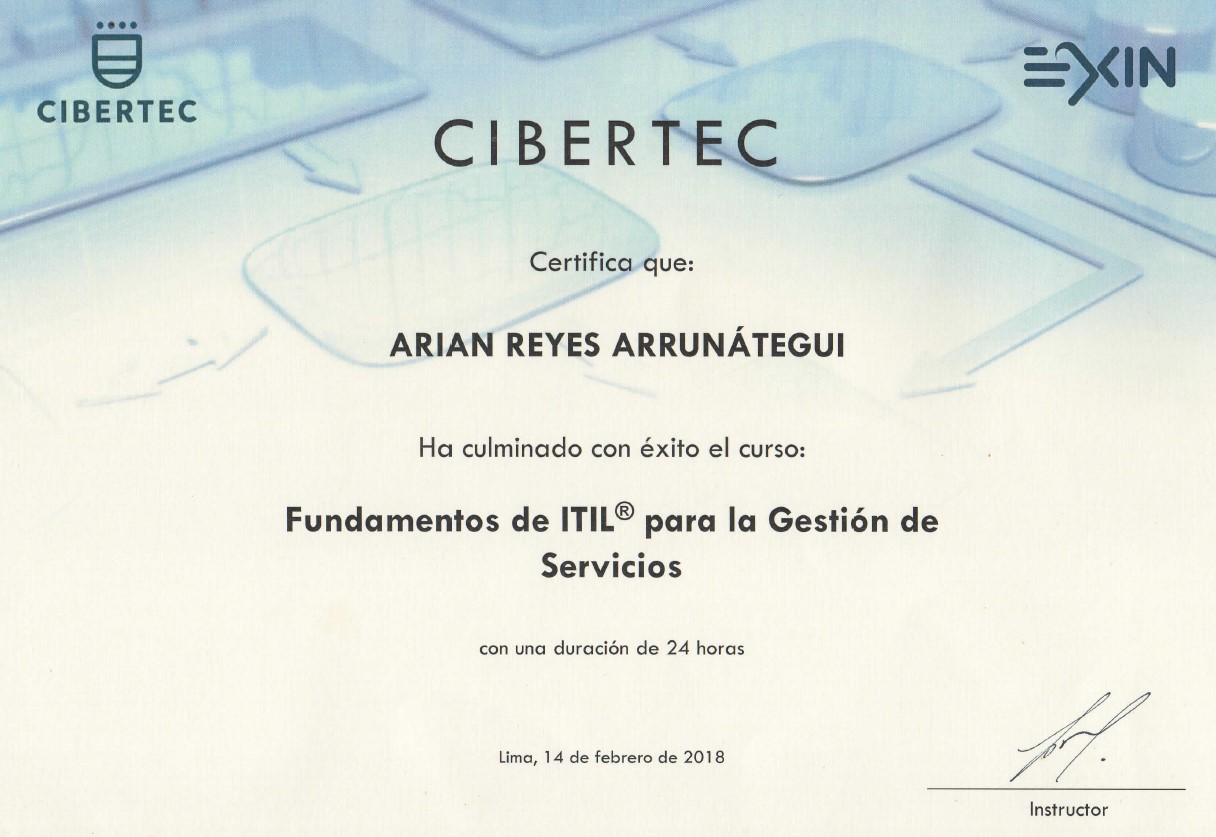 CIBERTEC
EXIN
CIBERTEC
Certifica que:
ARIAN REYES ARRUNÁTEGUI
Ha culminado con éxito el curso:
Fundamentos de ITIL® para la Gestión de
Servicios
con una duración de 24 horas
Lima, 14 de febrero de 2018
Instructor